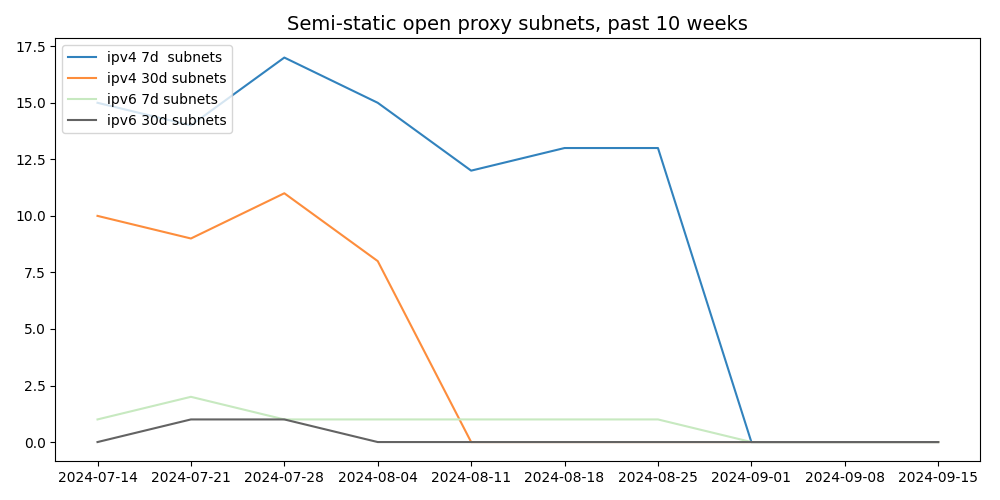 Semi-static open proxy subnets, past 10 weeks
17.5
15.0
12.5
10.0
7.5
5.0
2.5
0.0
ipv4 7d  subnets
ipv4 30d subnets
ipv6 7d subnets
ipv6 30d subnets
2024-07-14 2024-07-21 2024-07-28 2024-08-04 2024-08-11 2024-08-18 2024-08-25 2024-09-01 2024-09-08 2024-09-15